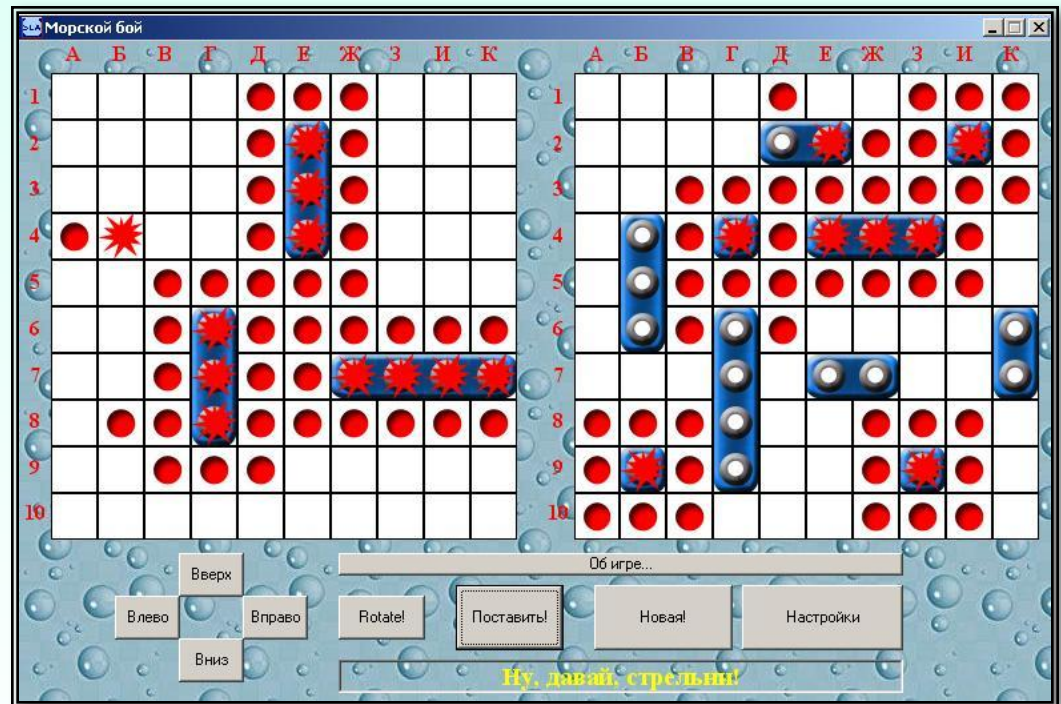 SLA Морской бой
А Б В Г Д Е Ж З И К
А Б В Г Д Е Ж З И К
1
2
3
4
5
6
7
8
9
10
1
2
3
4
5
6
7
8
9
10
Об игре...
Вверх
Влево
Вправо
Вниз
Rotate!
Поставить!
Новая!
Настройки
Ну, давай, стрельни!